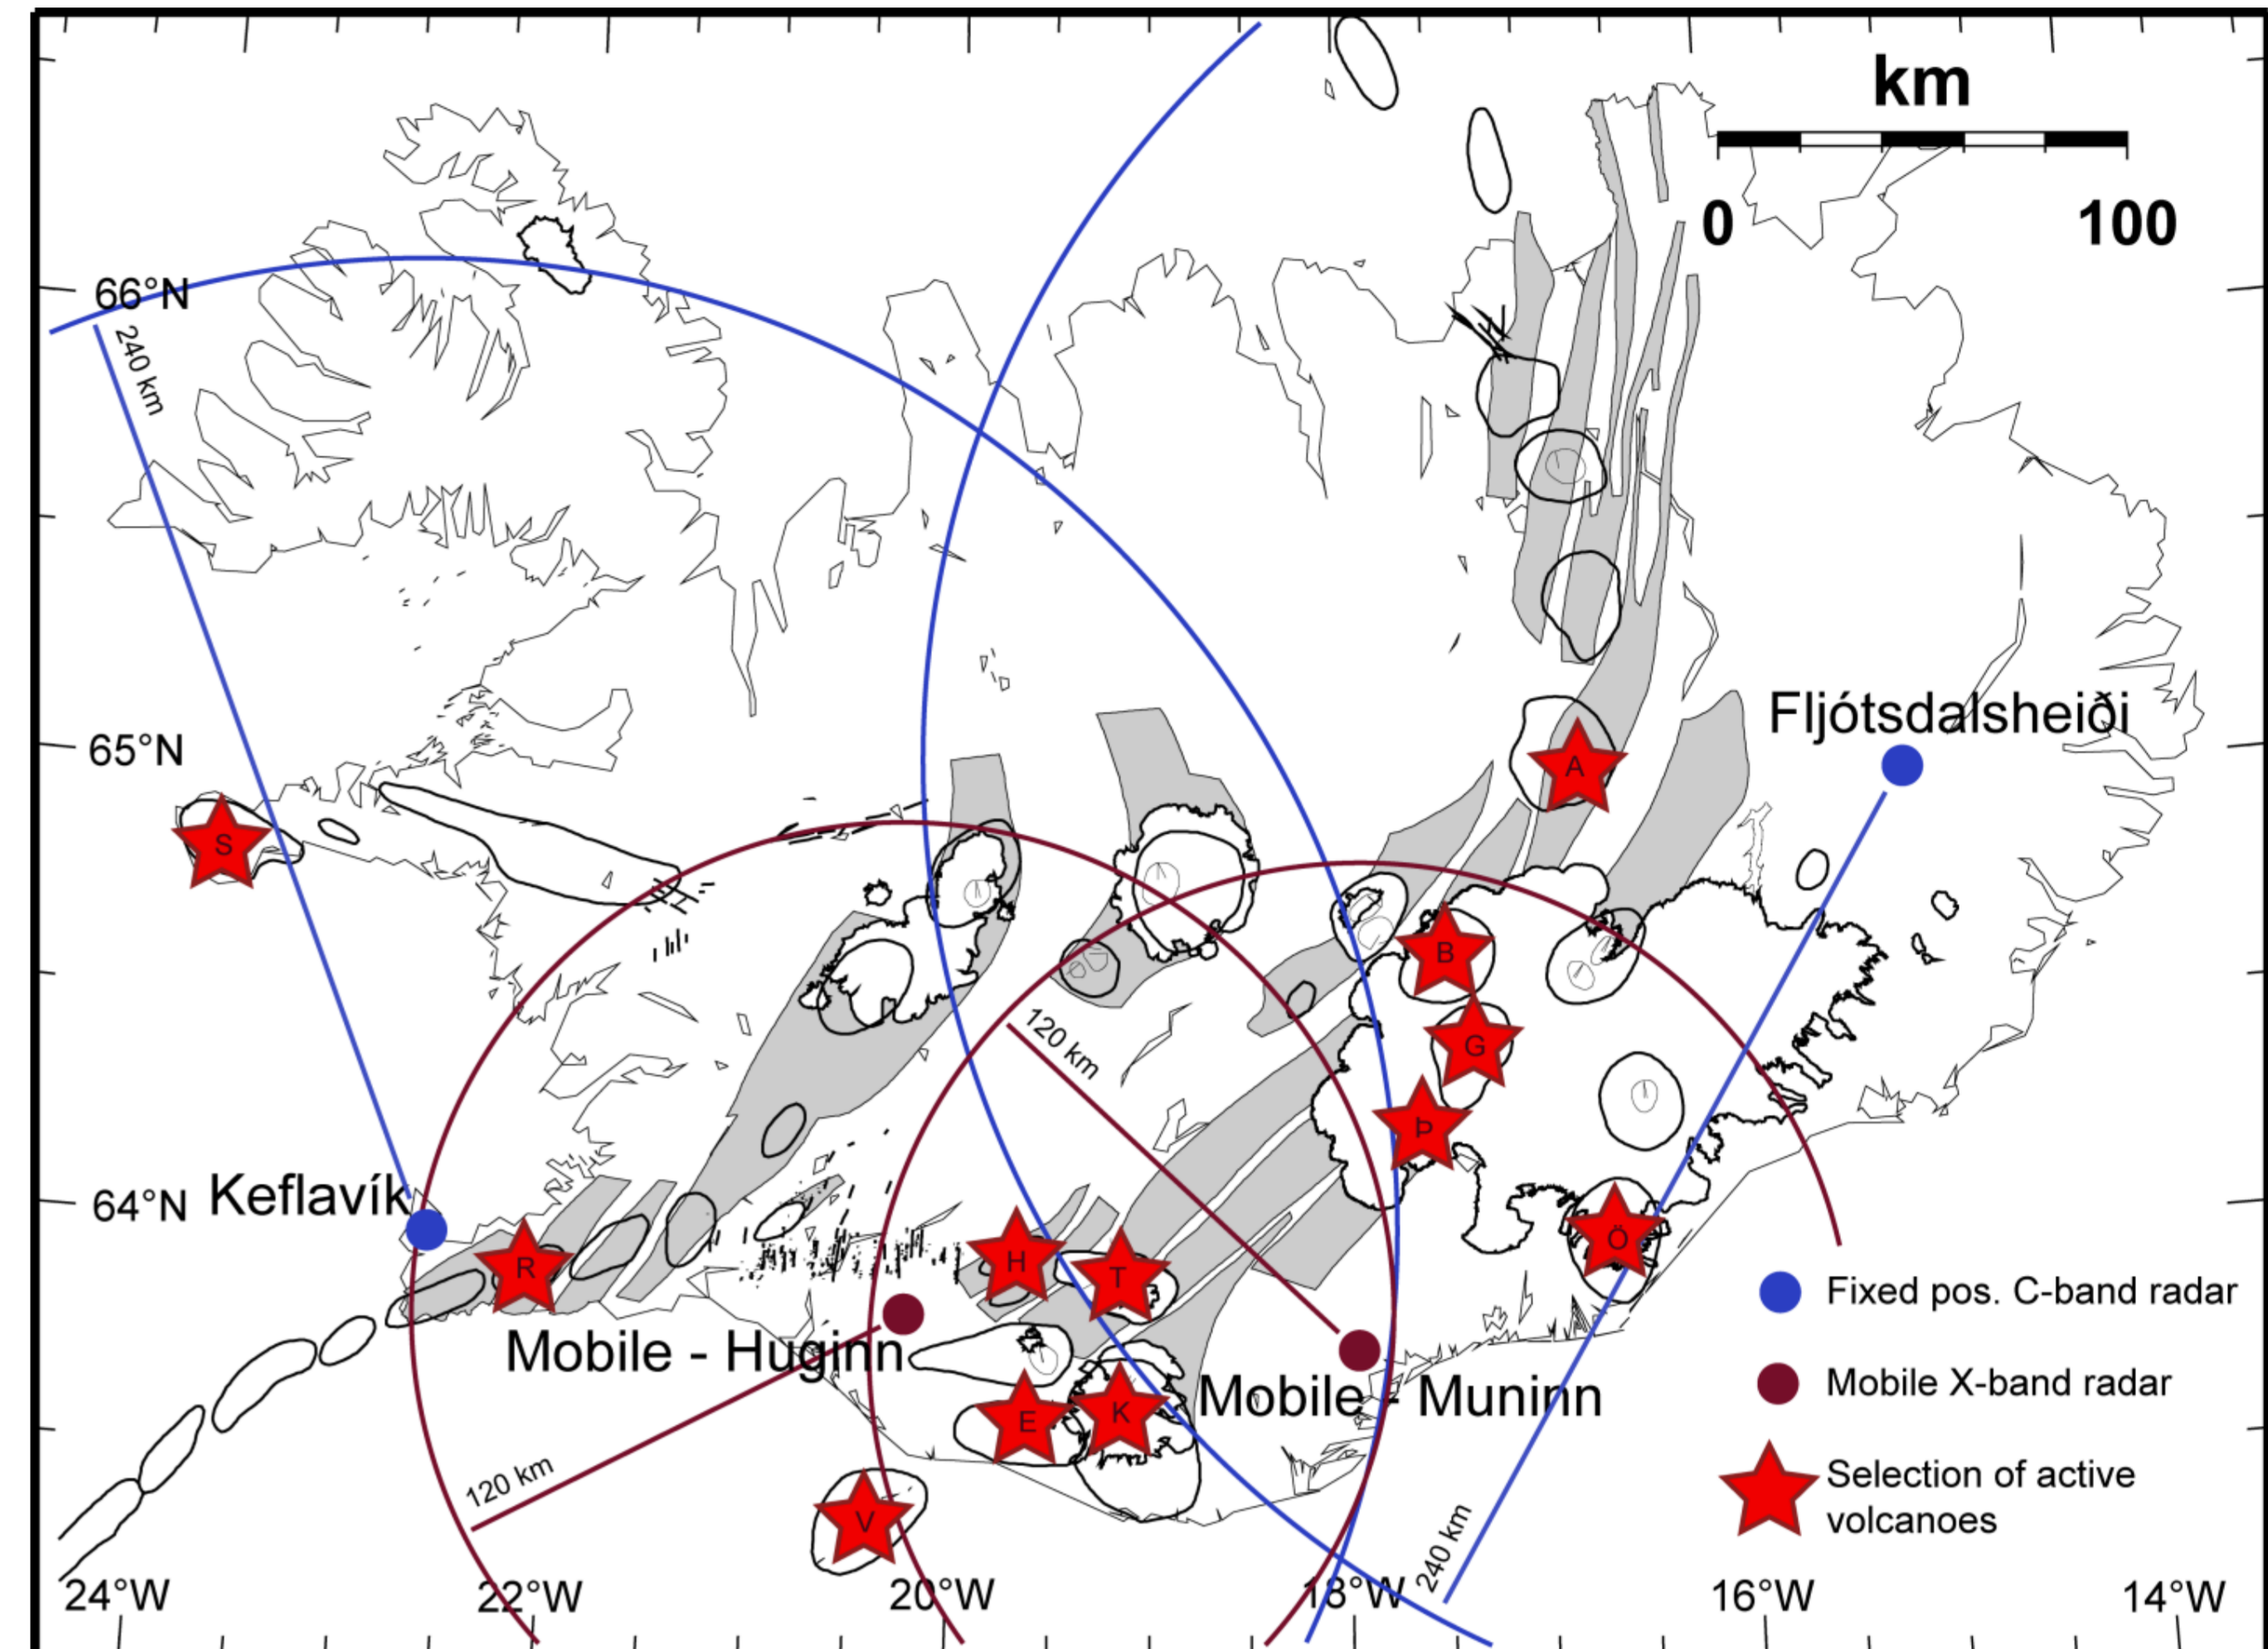 km
0 100
66°N
240 km
65°N
Fljótsdalsheiði
A
S
B
G
120 km
Þ
64°N
Keflavík
Ö
R
H
T
Fixed pos. C-band radar
Mobile - Huginn
Mobile - Muninn
Mobile X-band radar
E
K
120 km
Selection of active
volcanoes
V
240 km
24°W
22°W
20°W
18°W
16°W
14°W